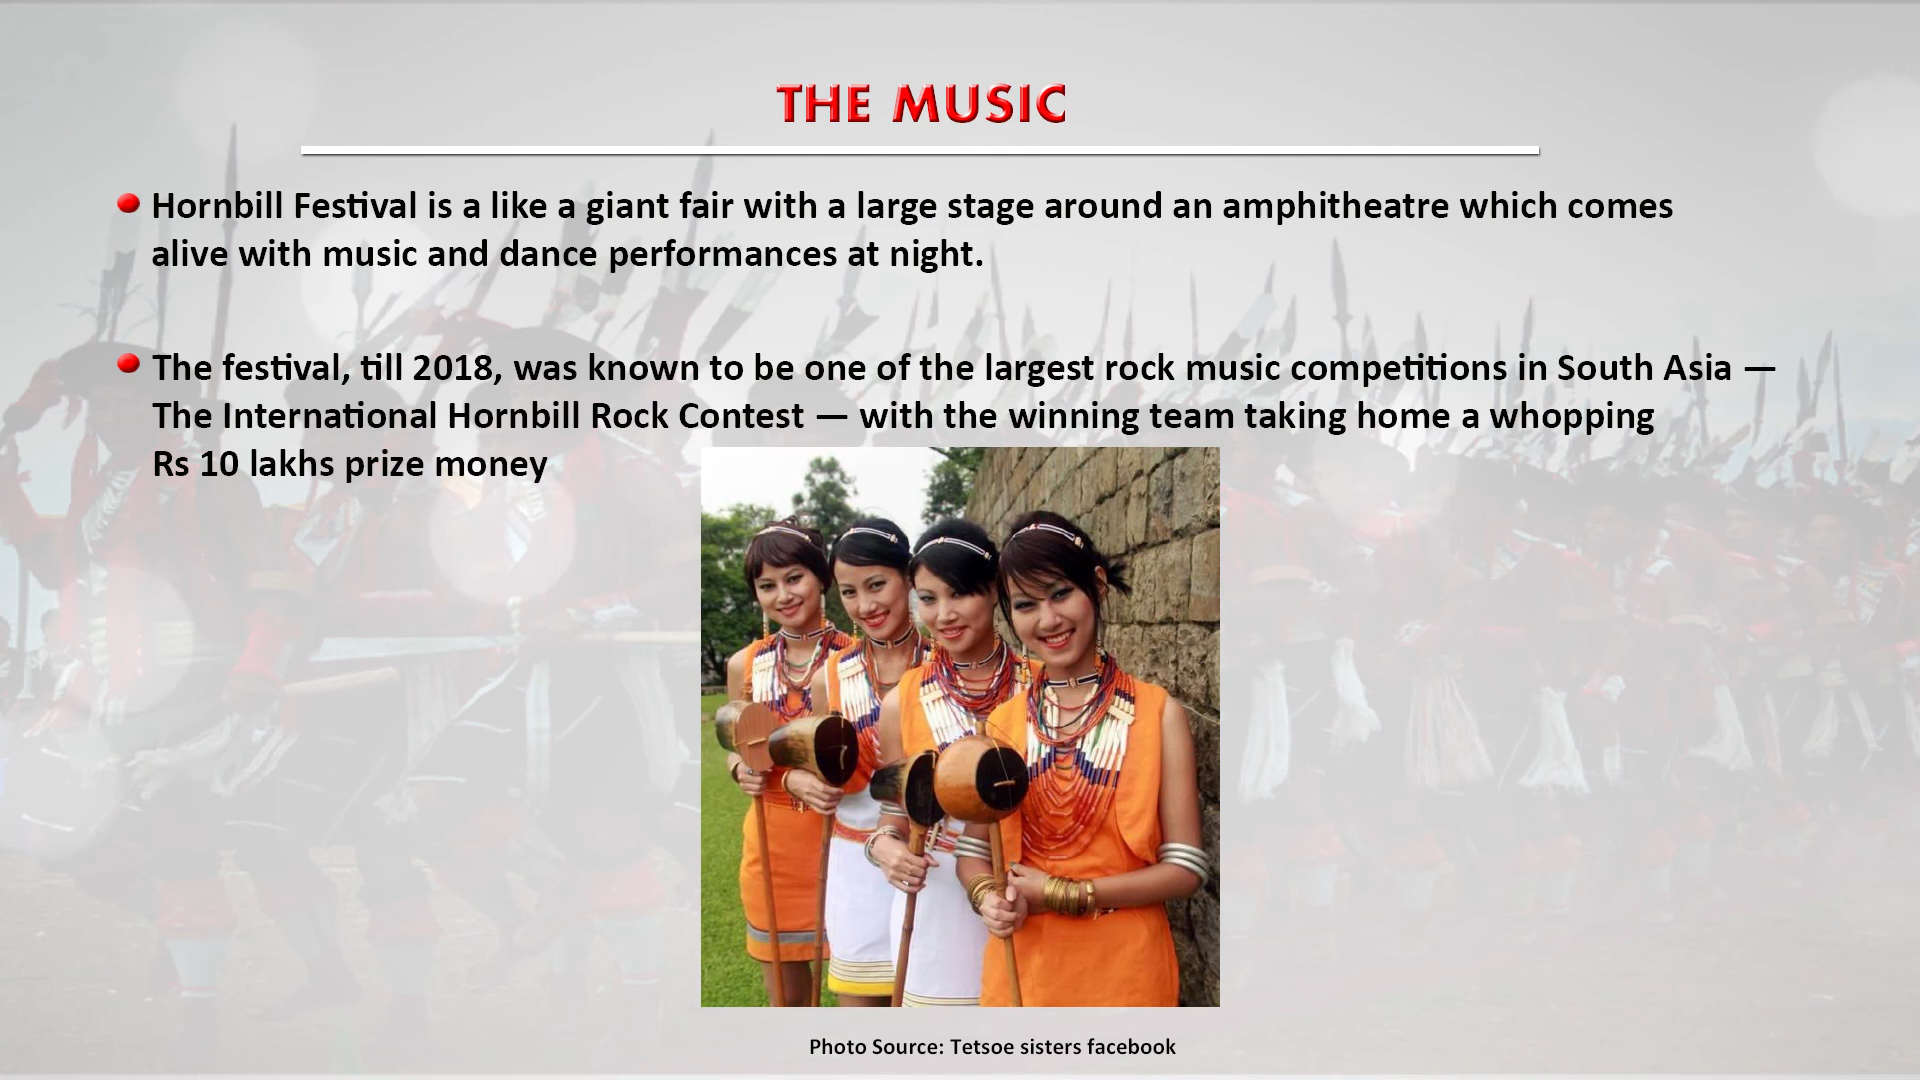 THE MUSIC
Hornbill Festival is a like a giant fair with a large stage around an amphitheatre which comes
alive with music and dance performances at night.
The festival, till 2018, was known to be one of the largest rock music competitions in South Asia —
The International Hornbill Rock Contest — with the winning team taking home a whopping
Rs 10 lakhs prize money
Photo Source: Tetsoe sisters facebook